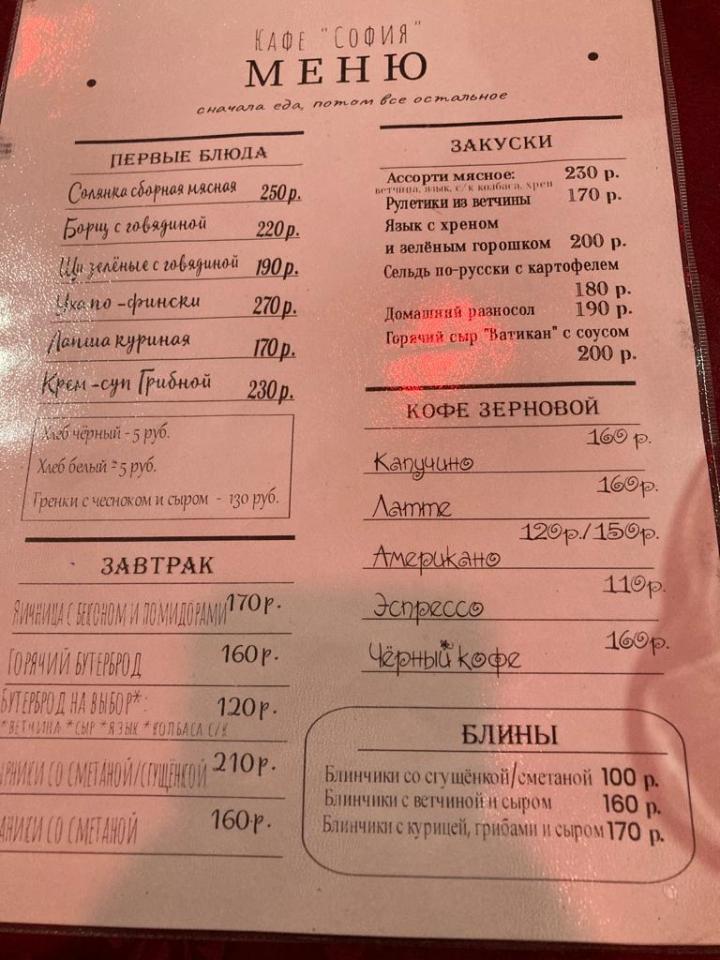 Кафе "София"
МЕНЮ
сначала еда, потом все остальное
ПЕРВЫЕ БЛЮДА
Солянка сборная мясная 250р.
Борщ с говядиной 220р.
Щи зелёные с говядиной 190р.
Уха по-фински 270р.
Лапша куриная 170р.
Крем-суп Грибной 230р.
Хлеб чёрный - 5 руб.
Хлеб белый - 5 руб.
Гренки с чесноком и сыром - 130 руб.
ЗАВТРАК
Яичница с беконом и помидорами 170р.
Горячий бутерброд 160р.
Бутерброд на выбор*: 120р.
*ветчина *сыр *язык *колбаса с/к
со сметаной/сгущёнкой 210р.
со сметаной 160р.
ЗАКУСКИ
Ассорти мясное: 230 р.
ветчина, язык, с/к колбаса, хрен
Рулетики из ветчины 170 р.
Язык с хреном
и зелёным горошком 200 р.
Сельдь по-русски с картофелем
180 р.
Домашний разносол 190 р.
Горячий сыр "Ватикан" с соусом
200 р.
КОФЕ ЗЕРНОВОЙ
160 р.
Капучино
160р.
Латте
120р./150р.
Американо
110р.
Эспрессо
160р.
Чёрный кофе
БЛИНЫ
Блинчики со сгущёнкой/сметаной 100 р.
Блинчики с ветчиной и сыром 160 р.
Блинчики с курицей, грибами и сыром 170 р.